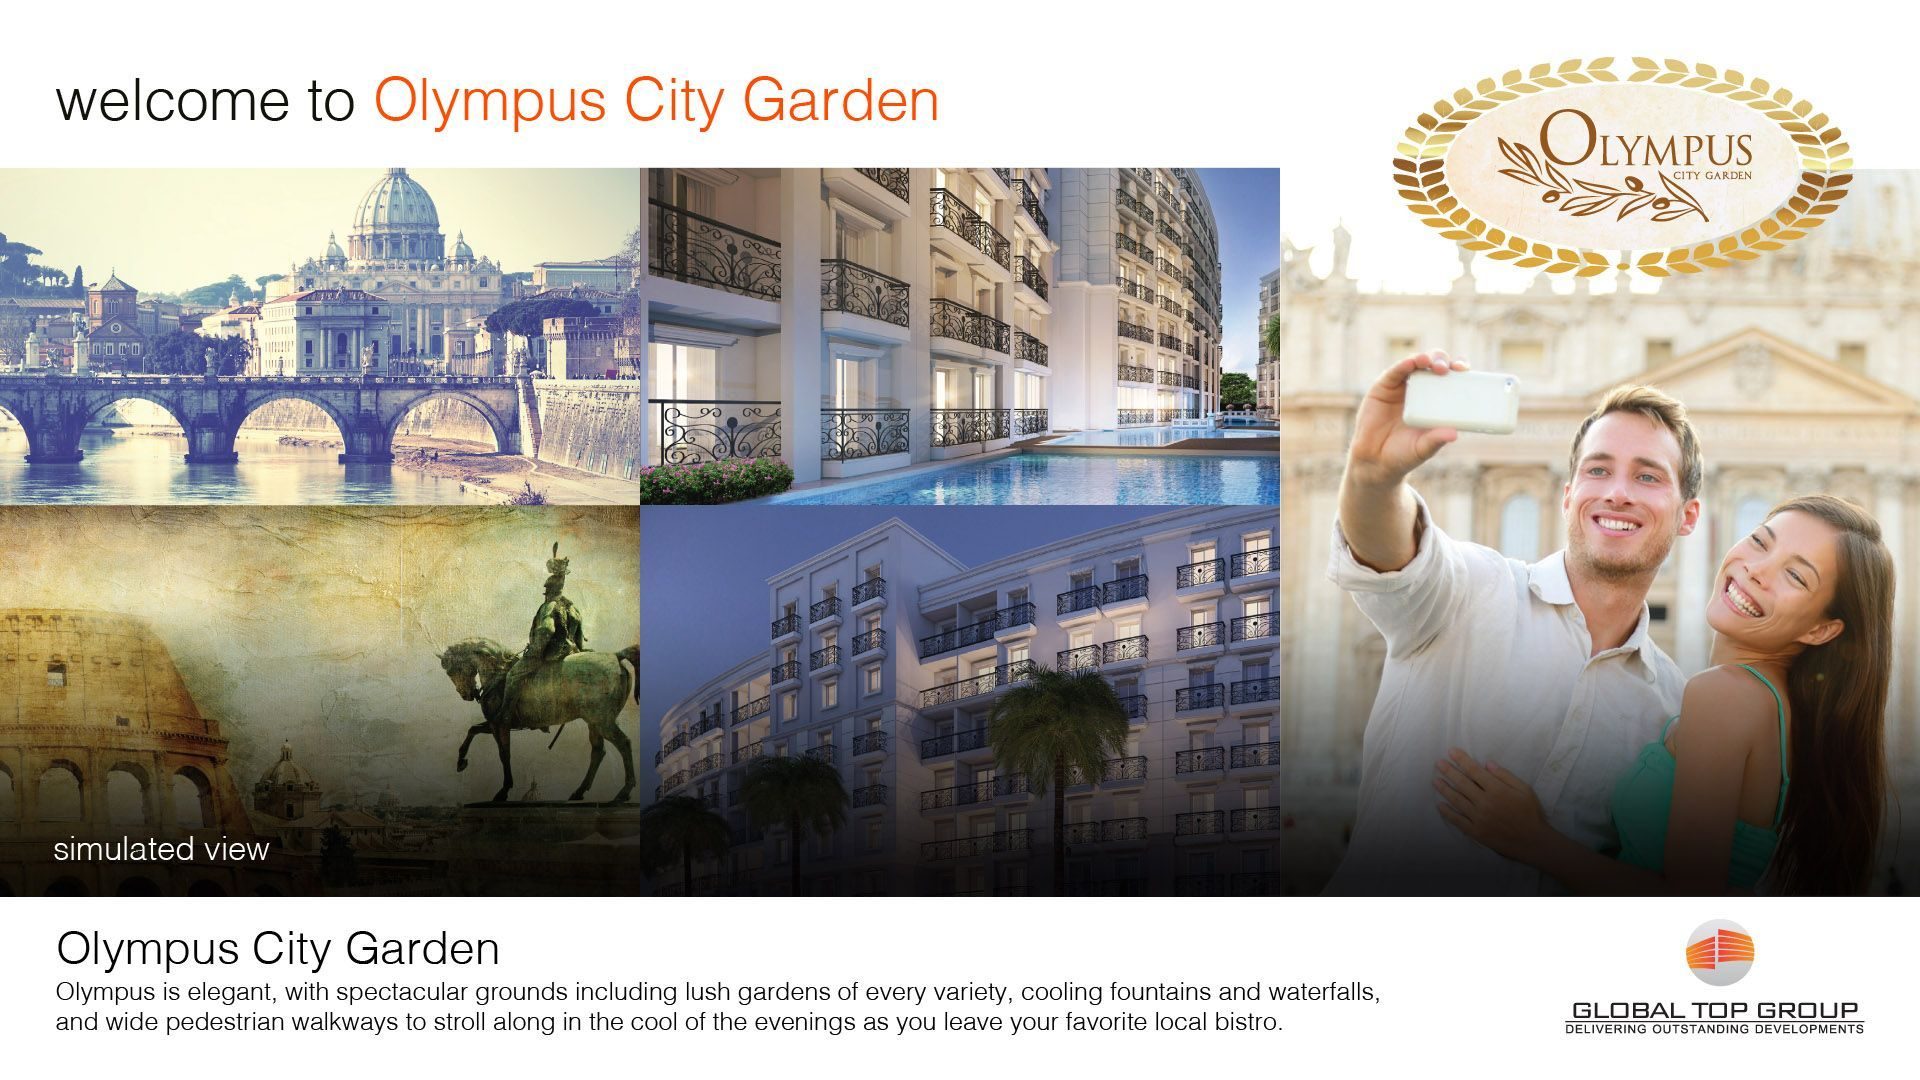 welcome to Olympus City Garden
OLYMPUS
CITY GARDEN
simulated view
Olympus City Garden
Olympus is elegant, with spectacular grounds including lush gardens of every variety, cooling fountains and waterfalls,
and wide pedestrian walkways to stroll along in the cool of the evenings as you leave your favorite local bistro.
GLOBAL TOP GROUP
DELIVERING OUTSTANDING DEVELOPMENTS